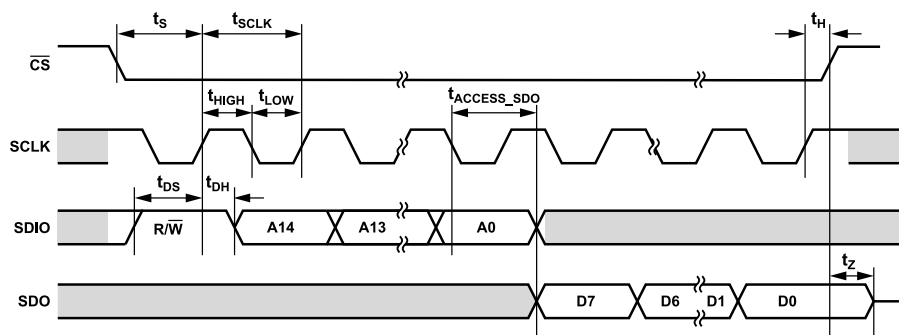 tS tSCLK tH
CS
tHIGH tLOW tACCESS_SDO
SCLK
tDS tDH
SDIO R/W A14 A13 A0
tZ
SDO D7 D6 D1 D0